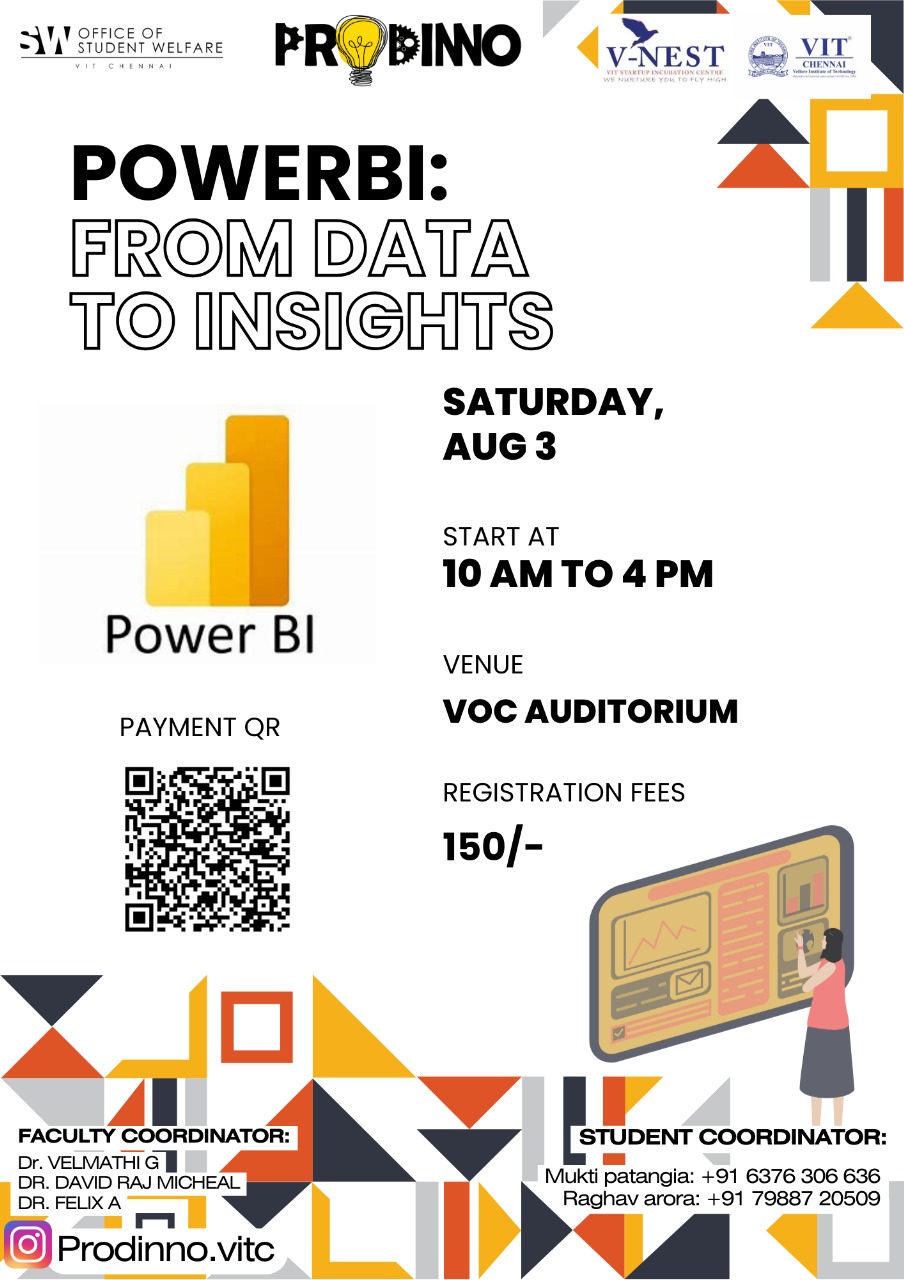 SW OFFICE OF
STUDENT WELFARE
VIT CHENNAI
PRODINNO
V-NEST
VIT STARTUP INCUBATION CENTRE
WE NURTURE YOU TO FLY HIGH
VIT
VIT®
CHENNAI
Vellore Institute of Technology
POWERBI:
FROM DATA
TO INSIGHTS
SATURDAY,
AUG 3
START AT
10 AM TO 4 PM
Power BI
VENUE
VOC AUDITORIUM
PAYMENT QR
REGISTRATION FEES
150/-
FACULTY COORDINATOR:
Dr. VELMATHI G
DR. DAVID RAJ MICHEAL
DR. FELIX A
STUDENT COORDINATOR:
Mukti patangia: +91 6376 306 636
Raghav arora: +91 79887 20509
Prodinno.vitc